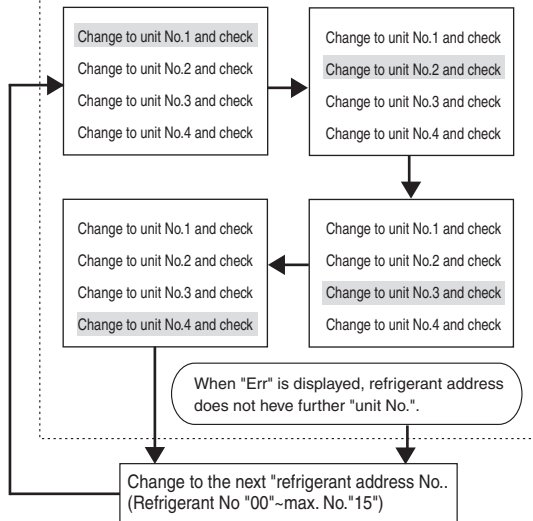 Change to unit No.1 and check
Change to unit No.2 and check
Change to unit No.3 and check
Change to unit No.4 and check
Change to unit No.1 and check
Change to unit No.2 and check
Change to unit No.3 and check
Change to unit No.4 and check
Change to unit No.1 and check
Change to unit No.2 and check
Change to unit No.3 and check
Change to unit No.4 and check
Change to unit No.1 and check
Change to unit No.2 and check
Change to unit No.3 and check
Change to unit No.4 and check
When "Err" is displayed, refrigerant address
does not heve further "unit No.".
Change to the next "refrigerant address No..
(Refrigerant No "00"~max. No."15")